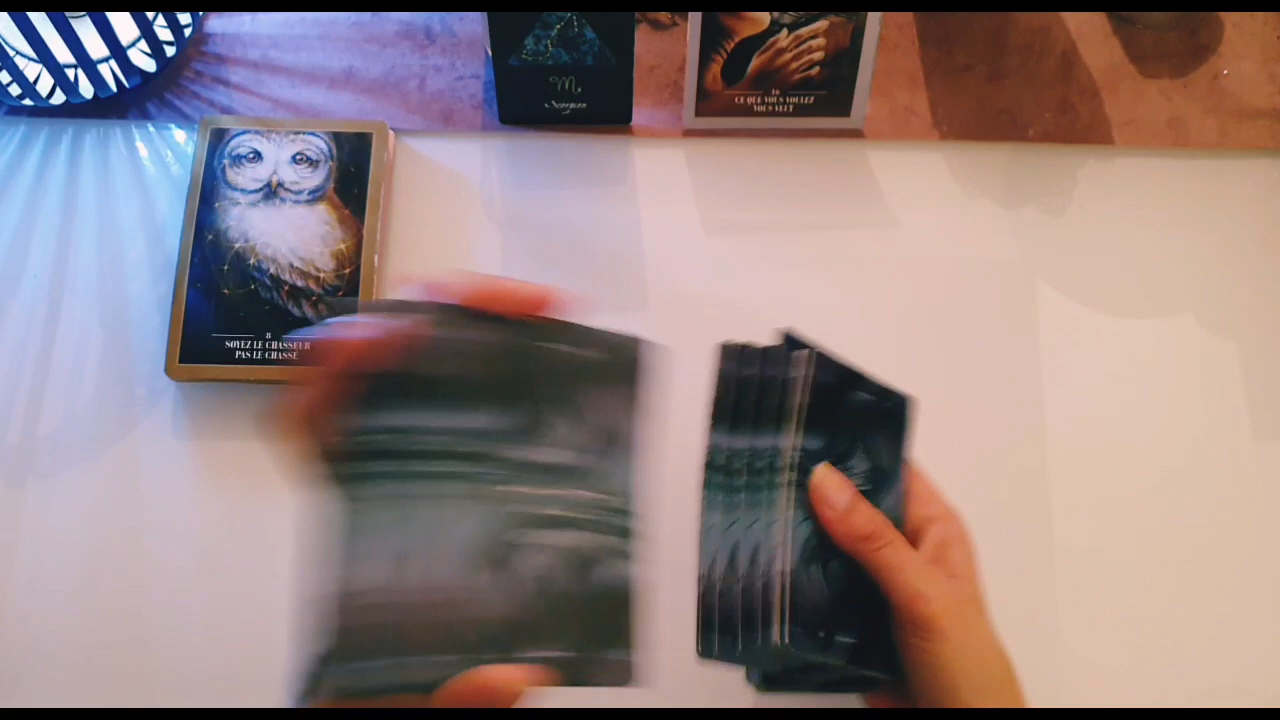 Scorpion
16
CE QUE VOUS VOULEZ
VOUS VEUT
8
SOYEZ LE CHASSEUR
PAS LE CHASSÉ